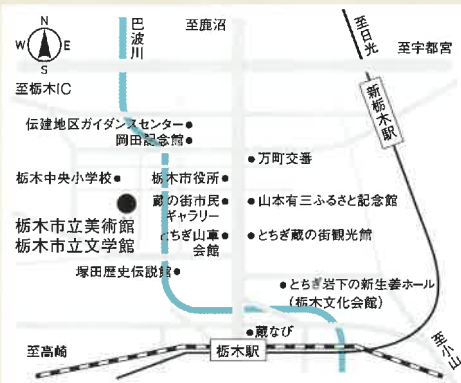 N
W E
S
巴波川
至鹿沼
至日光
至宇都宮
至栃木IC
新栃木駅
伝建地区ガイダンスセンター
岡田記念館
万町交番
栃木中央小学校
栃木市役所
蔵の街市民
ギャラリー
山本有三ふるさと記念館
栃木市立美術館
栃木市立文学館
とちぎ山車
会館
とちぎ蔵の街観光館
塚田歴史伝説館
とちぎ岩下の新生姜ホール
(栃木文化会館)
蔵なび
至小山
至高崎
栃木駅